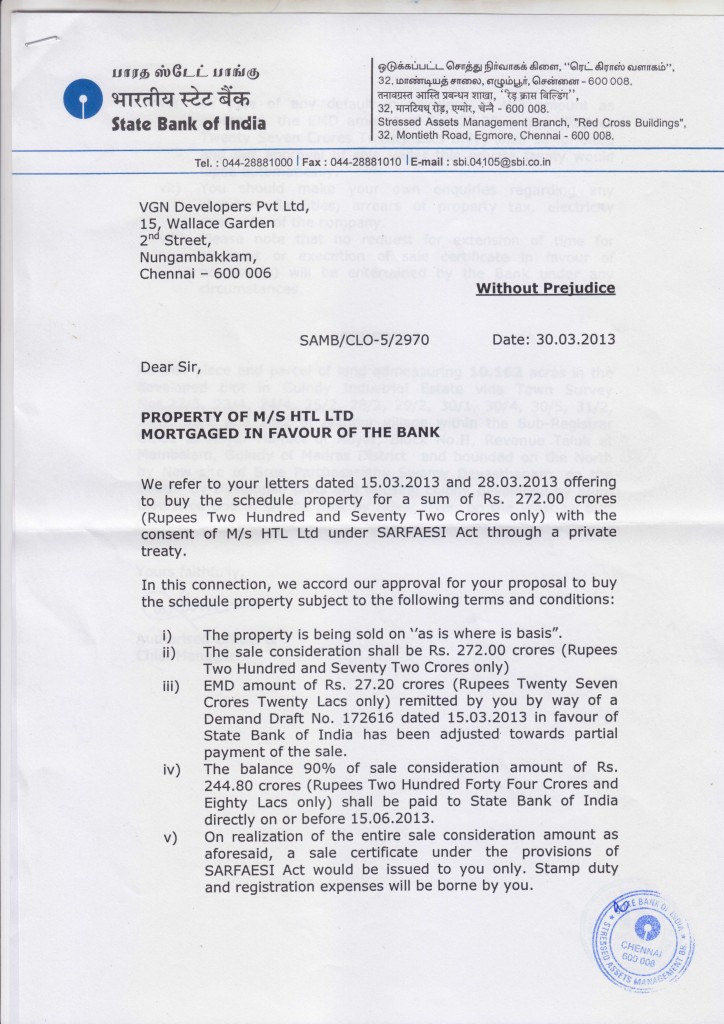 பாரத ஸ்டேட் பாங்கு
भारतीय स्टेट बैंक
State Bank of India
ஒடுக்கப்பட்ட சொத்து நிர்வாகக் கிளை, “ரெட் கிராஸ் வளாகம்”,
32, மாண்டியத் சாலை, எழும்பூர், சென்னை - 600 008.
तनावग्रस्त आस्ति प्रबन्धन शाखा, “रेड़ क्रास बिल्डिंग”
32, मानटियथ् रोड़, एग्मोर, चेन्नै - 600 008.
Stressed Assets Management Branch, "Red Cross Buildings",
32, Montieth Road, Egmore, Chennai - 600 008.
Tel. : 044-28881000 | Fax : 044-28881010 | E-mail : sbi.04105@sbi.co.in
VGN Developers Pvt Ltd,
15, Wallace Garden
2nd Street,
Nungambakkam,
Chennai – 600 006
Without Prejudice
SAMB/CLO-5/2970 Date: 30.03.2013
Dear Sir,
PROPERTY OF M/S HTL LTD
MORTGAGED IN FAVOUR OF THE BANK
We refer to your letters dated 15.03.2013 and 28.03.2013 offering
to buy the schedule property for a sum of Rs. 272.00 crores
(Rupees Two Hundred and Seventy Two Crores only) with the
consent of M/s HTL Ltd under SARFAESI Act through a private
treaty.
In this connection, we accord our approval for your proposal to buy
the schedule property subject to the following terms and conditions:
i) The property is being sold on ‘'as is where is basis”.
ii) The sale consideration shall be Rs. 272.00 crores (Rupees
Two Hundred and Seventy Two Crores only)
iii) EMD amount of Rs. 27.20 crores (Rupees Twenty Seven
Crores Twenty Lacs only) remitted by you by way of a
Demand Draft No. 172616 dated 15.03.2013 in favour of
State Bank of India has been adjusted towards partial
payment of the sale.
iv) The balance 90% of sale consideration amount of Rs.
244.80 crores (Rupees Two Hundred Forty Four Crores and
Eighty Lacs only) shall be paid to State Bank of India
directly on or before 15.06.2013.
v) On realization of the entire sale consideration amount as
aforesaid, a sale certificate under the provisions of
SARFAESI Act would be issued to you only. Stamp duty
and registration expenses will be borne by you.
BANK OF INDIA
CHENNAI
600 008
STRESSED ASSETS MANAGEMENT BR.